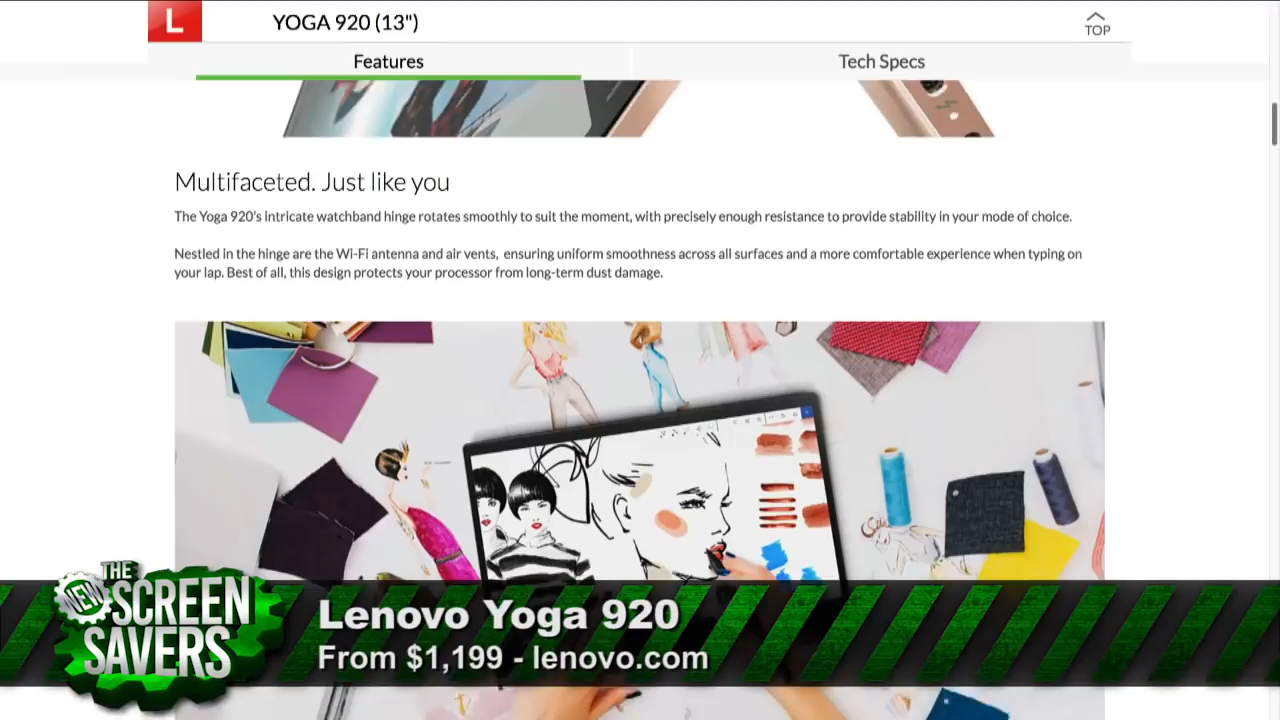 L
YOGA 920 (13")
TOP
Features
Tech Specs
Multifaceted. Just like you
The Yoga 920's intricate watchband hinge rotates smoothly to suit the moment, with precisely enough resistance to provide stability in your mode of choice.
Nestled in the hinge are the Wi-Fi antenna and air vents, ensuring uniform smoothness across all surfaces and a more comfortable experience when typing on
your lap. Best of all, this design protects your processor from long-term dust damage.
THE
NEW
SCREEN
SAVERS
Lenovo Yoga 920
From $1,199 - lenovo.com